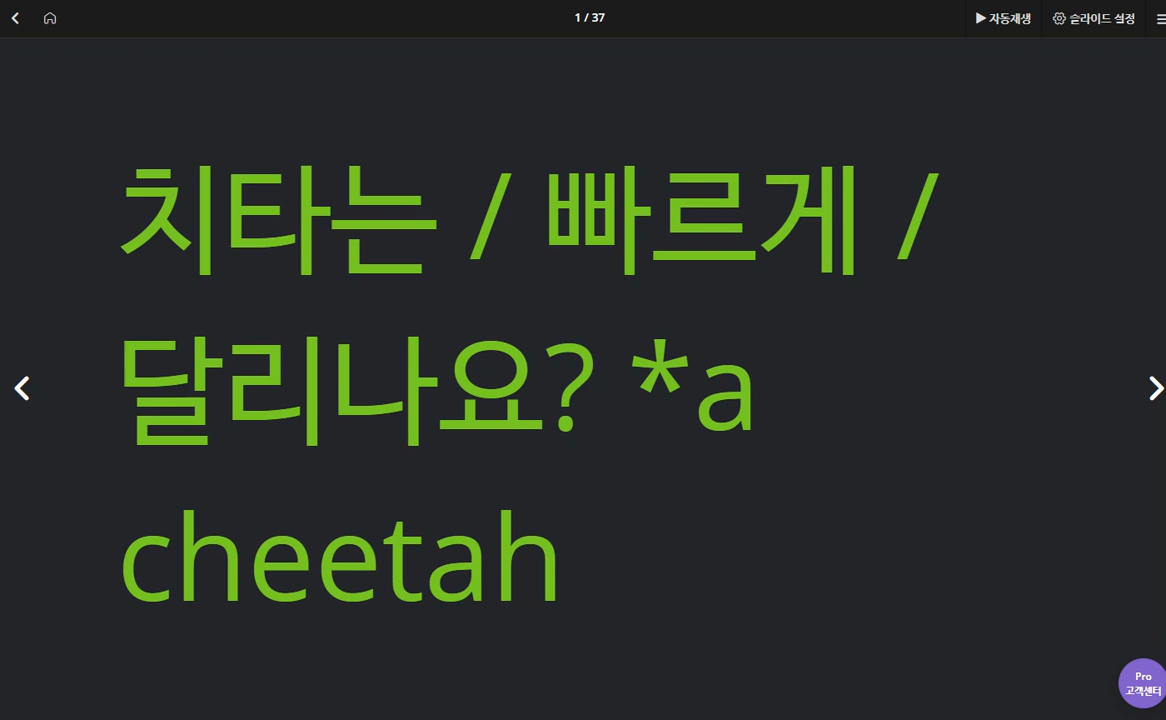 1 / 37
자동재생
슬라이드 설정
치타는 / 빠르게 /
달리나요? *a
cheetah
Pro
고객센터